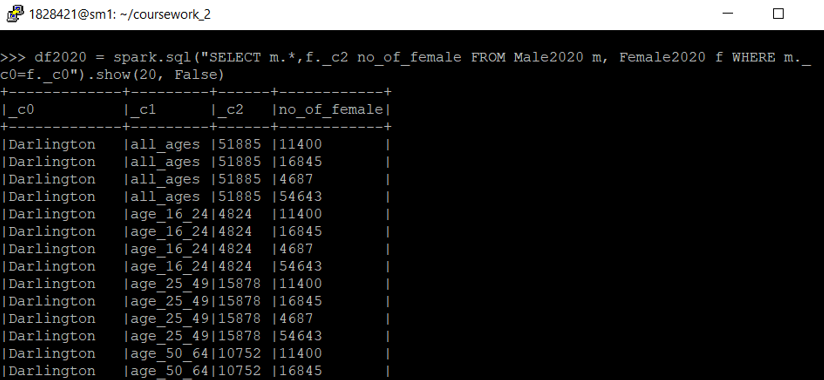 1828421@sm1: ~/coursework_2
>>> df2020 = spark.sql("SELECT m.*,f._c2 no_of_female FROM Male2020 m, Female2020 f WHERE m._
c0=f._c0").show(20, False)
+-------------+---------+------+------------+
|_c0          |_c1      |_c2   |no_of_female|
+-------------+---------+------+------------+
|Darlington   |all_ages |51885 |11400       |
|Darlington   |all_ages |51885 |16845       |
|Darlington   |all_ages |51885 |4687        |
|Darlington   |all_ages |51885 |54643       |
|Darlington   |age_16_24|4824  |11400       |
|Darlington   |age_16_24|4824  |16845       |
|Darlington   |age_16_24|4824  |4687        |
|Darlington   |age_16_24|4824  |54643       |
|Darlington   |age_25_49|15878 |11400       |
|Darlington   |age_25_49|15878 |16845       |
|Darlington   |age_25_49|15878 |4687        |
|Darlington   |age_25_49|15878 |54643       |
|Darlington   |age_50_64|10752 |11400       |
|Darlington   |age_50_64|10752 |16845       |